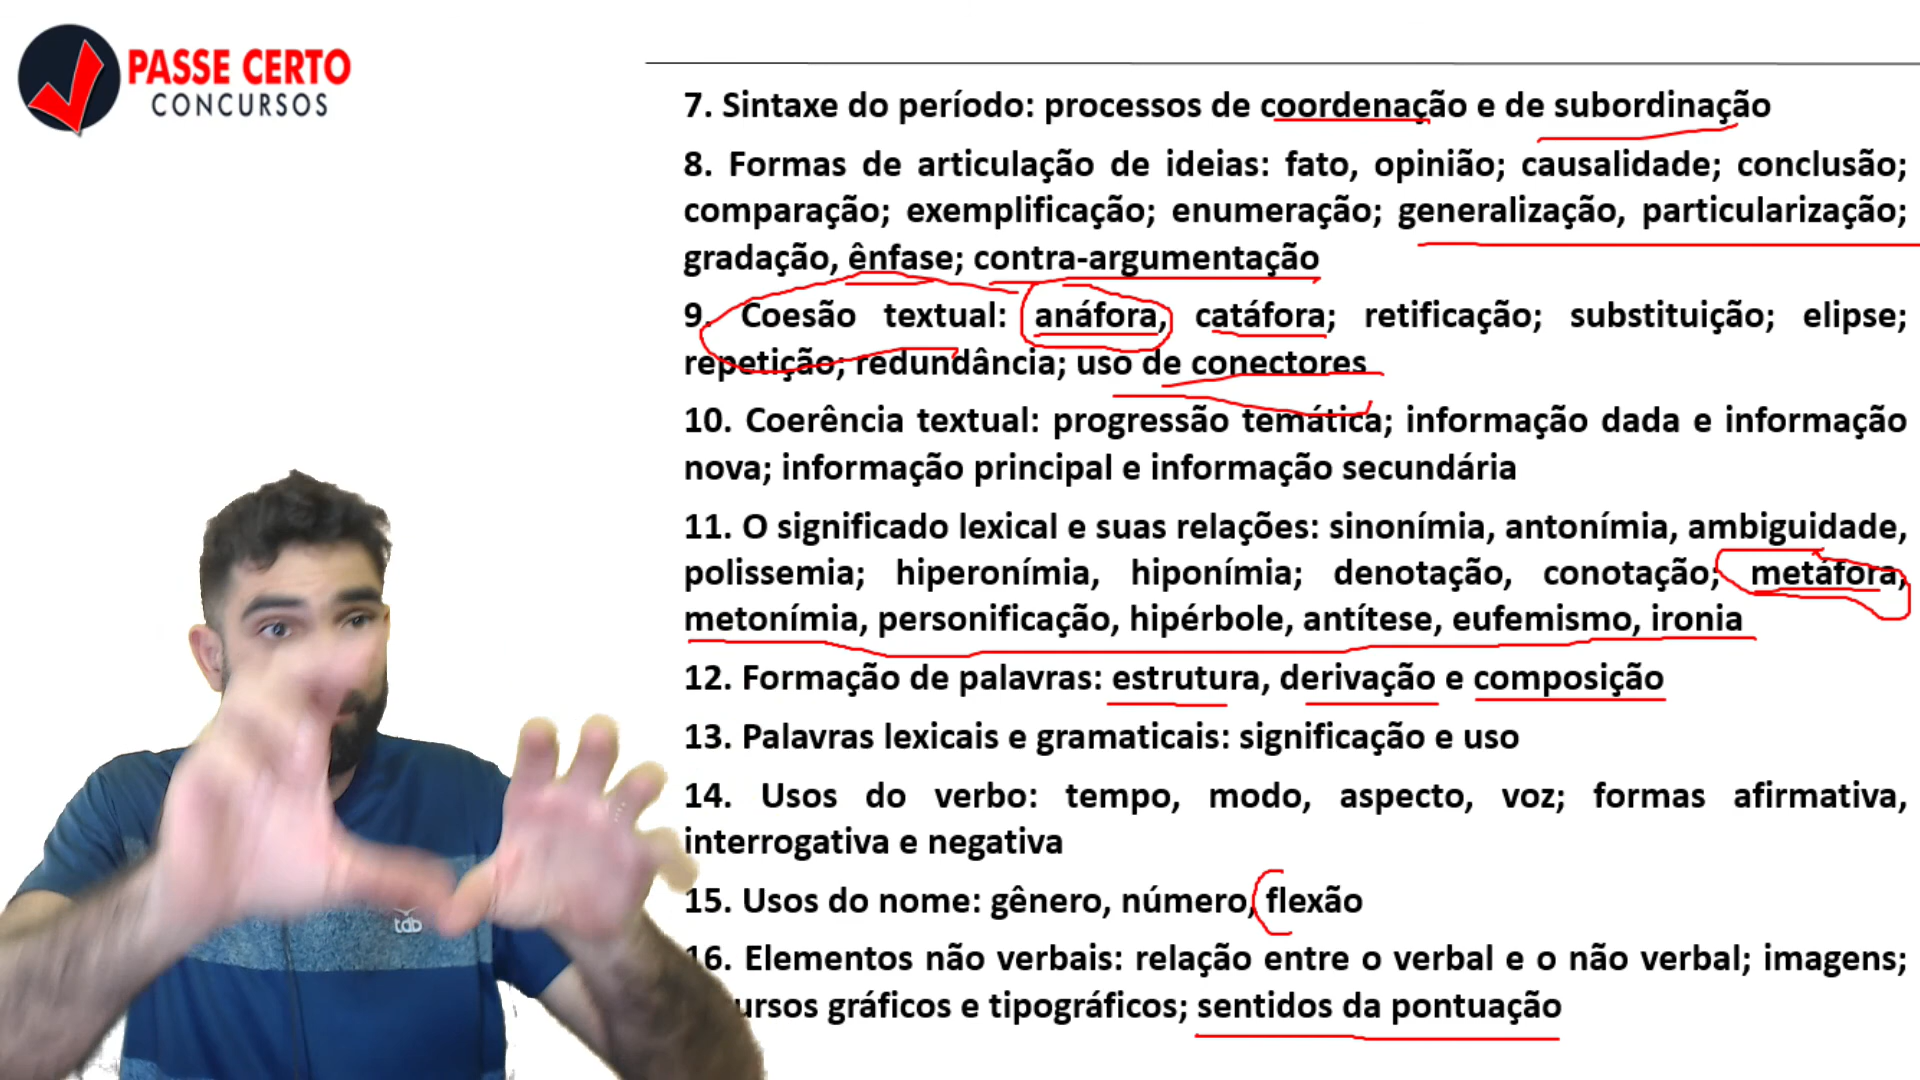 PASSE CERTO
CONCURSOS
7. Sintaxe do período: processos de coordenação e de subordinação
8. Formas de articulação de ideias: fato, opinião; causalidade; conclusão;
comparação; exemplificação; enumeração; generalização, particularização;
gradação, ênfase; contra-argumentação
9. Coesão textual: anáfora, catáfora; retificação; substituição; elipse;
repetição; redundância; uso de conectores
10. Coerência textual: progressão temática; informação dada e informação
nova; informação principal e informação secundária
11. O significado lexical e suas relações: sinonímia, antonímia, ambiguidade,
polissemia; hiperonímia, hiponímia; denotação, conotação; metáfora,
metonímia, personificação, hipérbole, antítese, eufemismo, ironia
12. Formação de palavras: estrutura, derivação e composição
13. Palavras lexicais e gramaticais: significação e uso
14. Usos do verbo: tempo, modo, aspecto, voz; formas afirmativa,
interrogativa e negativa
15. Usos do nome: gênero, número, flexão
16. Elementos não verbais: relação entre o verbal e o não verbal; imagens;
ursos gráficos e tipográficos; sentidos da pontuação
tdb